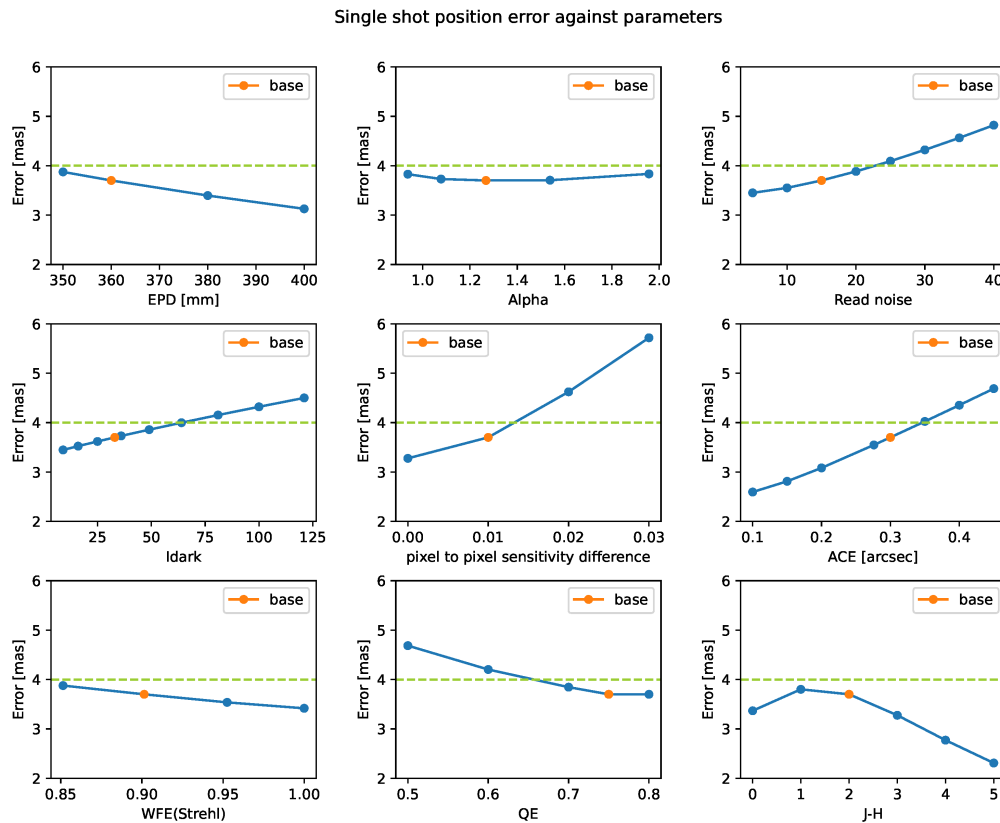 Single shot position error against parameters
6
5
4
3
2
Error [mas]
base
350 360 370 380 390 400
EPD [mm]
6
5
4
3
2
Error [mas]
base
1.0 1.2 1.4 1.6 1.8 2.0
Alpha
6
5
4
3
2
Error [mas]
base
10 20 30 40
Read noise
6
5
4
3
2
Error [mas]
base
25 50 75 100 125
Idark
6
5
4
3
2
Error [mas]
base
0.00 0.01 0.02 0.03
pixel to pixel sensitivity difference
6
5
4
3
2
Error [mas]
base
0.1 0.2 0.3 0.4
ACE [arcsec]
6
5
4
3
2
Error [mas]
base
0.85 0.90 0.95 1.00
WFE(Strehl)
6
5
4
3
2
Error [mas]
base
0.5 0.6 0.7 0.8
QE
6
5
4
3
2
Error [mas]
base
0 1 2 3 4 5
J-H